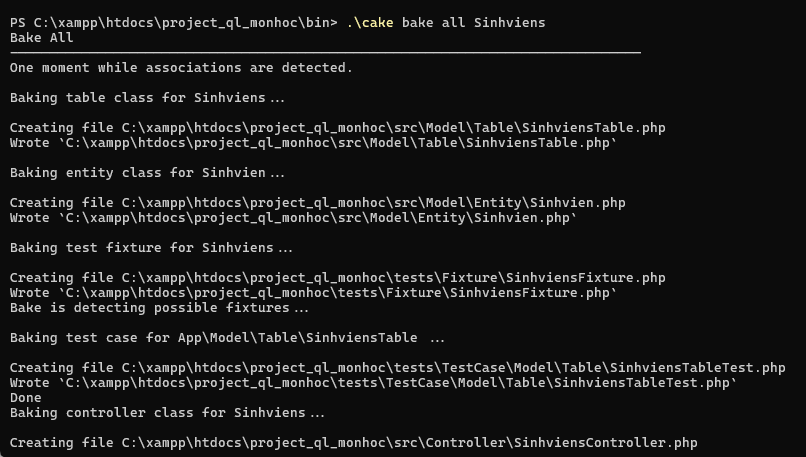 PS C:\xampp\htdocs\project_ql_monhoc\bin> .\cake bake all Sinhviens
Bake All
One moment while associations are detected.
Baking table class for Sinhviens...
Creating file C:\xampp\htdocs\project_ql_monhoc\src\Model\Table\SinhviensTable.php
Wrote `C:\xampp\htdocs\project_ql_monhoc\src\Model\Table\SinhviensTable.php`
Baking entity class for Sinhvien...
Creating file C:\xampp\htdocs\project_ql_monhoc\src\Model\Entity\Sinhvien.php
Wrote `C:\xampp\htdocs\project_ql_monhoc\src\Model\Entity\Sinhvien.php`
Baking test fixture for Sinhviens...
Creating file C:\xampp\htdocs\project_ql_monhoc\tests\Fixture\SinhviensFixture.php
Wrote `C:\xampp\htdocs\project_ql_monhoc\tests\Fixture\SinhviensFixture.php`
Bake is detecting possible fixtures...
Baking test case for App\Model\Table\SinhviensTable ...
Creating file C:\xampp\htdocs\project_ql_monhoc\tests\TestCase\Model\Table\SinhviensTableTest.php
Wrote `C:\xampp\htdocs\project_ql_monhoc\tests\TestCase\Model\Table\SinhviensTableTest.php`
Done
Baking controller class for Sinhviens...
Creating file C:\xampp\htdocs\project_ql_monhoc\src\Controller\SinhviensController.php